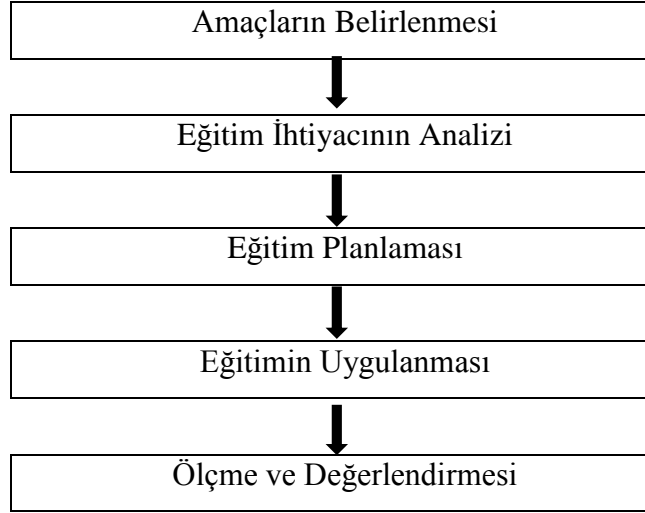 Amaçların Belirlenmesi
Eğitim İhtiyacının Analizi
Eğitim Planlaması
Eğitimin Uygulanması
Ölçme ve Değerlendirmesi